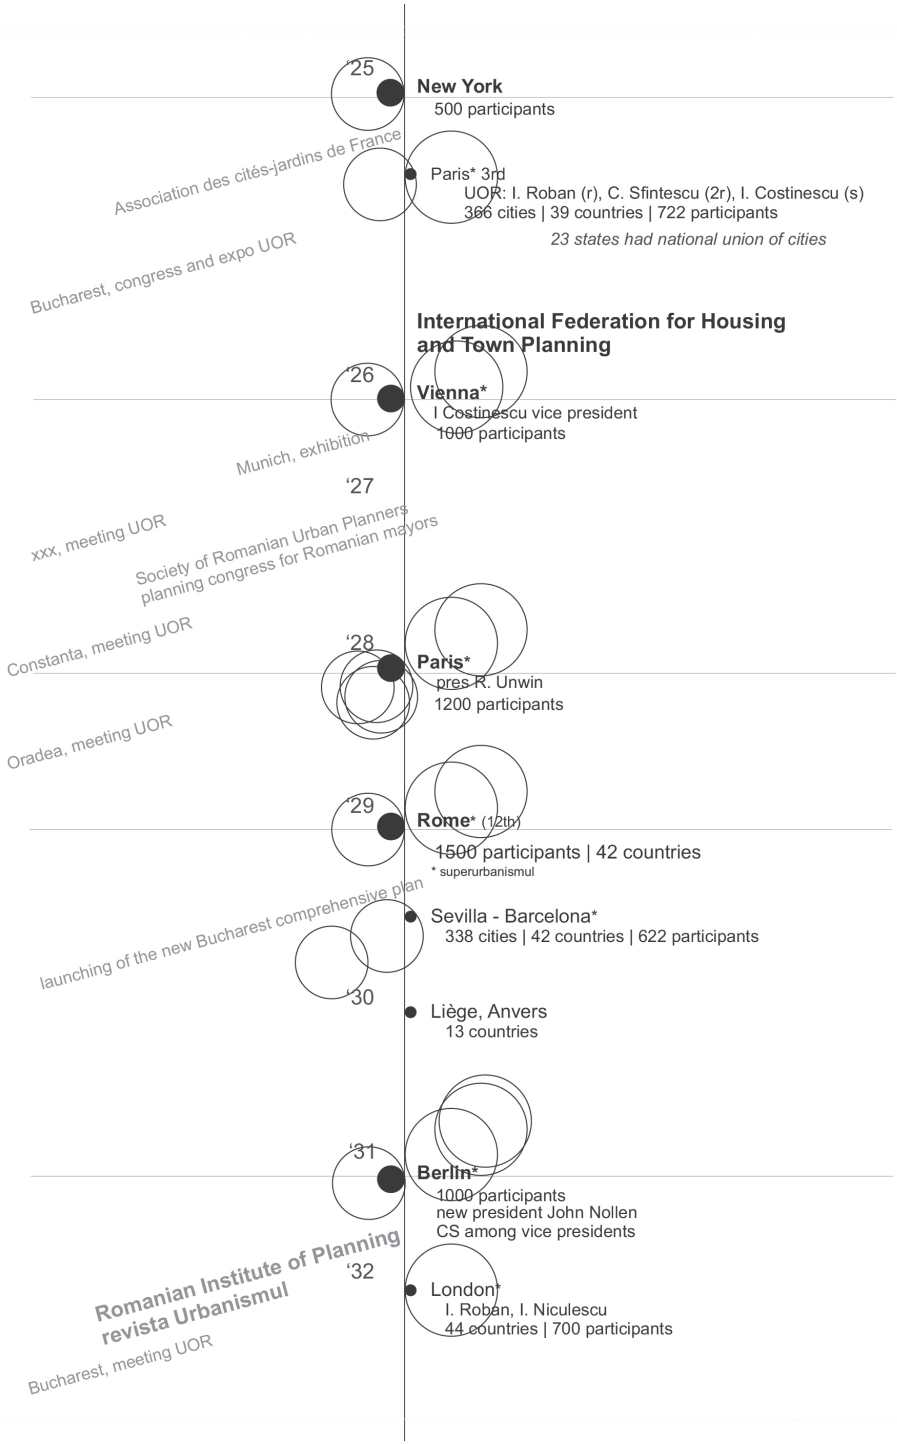 ‘25
New York
500 participants
Association des cités-jardins de France
Paris* 3rd
UOR: I. Roban (r), C. Sfintescu (2r), I. Costinescu (s)
366 cities | 39 countries | 722 participants
23 states had national union of cities
Bucharest, congress and expo UOR
International Federation for Housing
and Town Planning
‘26
Vienna*
I Costinescu vice president
1000 participants
Munich, exhibition
‘27
xxx, meeting UOR
Society of Romanian Urban Planners
planning congress for Romanian mayors
Constanta, meeting UOR
‘28
Paris*
pres R. Unwin
1200 participants
Oradea, meeting UOR
‘29
Rome* (12th)
1500 participants | 42 countries
* superurbanismul
launching of the new Bucharest comprehensive plan
Sevilla - Barcelona*
338 cities | 42 countries | 622 participants
‘30
Liège, Anvers
13 countries
‘31
Berlin*
1000 participants
new president John Nollen
CS among vice presidents
Romanian Institute of Planning
revista Urbanismul
‘32
London*
I. Roban, I. Niculescu
44 countries | 700 participants
Bucharest, meeting UOR